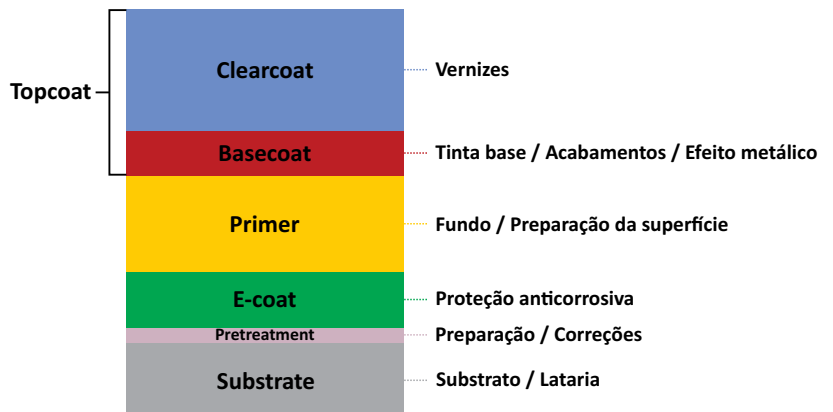 Topcoat
Clearcoat
Vernizes
Basecoat
Tinta base / Acabamentos / Efeito metálico
Primer
Fundo / Preparação da superfície
E-coat
Proteção anticorrosiva
Pretreatment
Preparação / Correções
Substrate
Substrato / Lataria